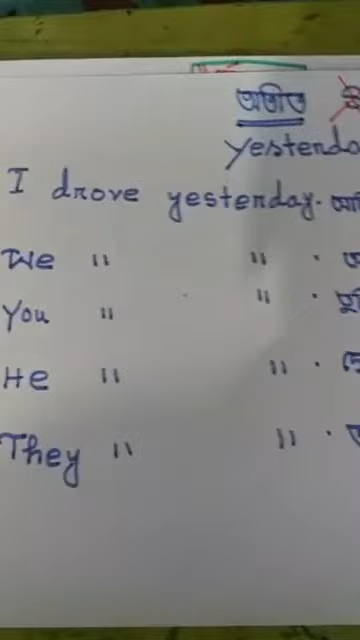 অতীত
yesterda
I drove yesterday.
We " " .
You " " .
He " " .
They " " .